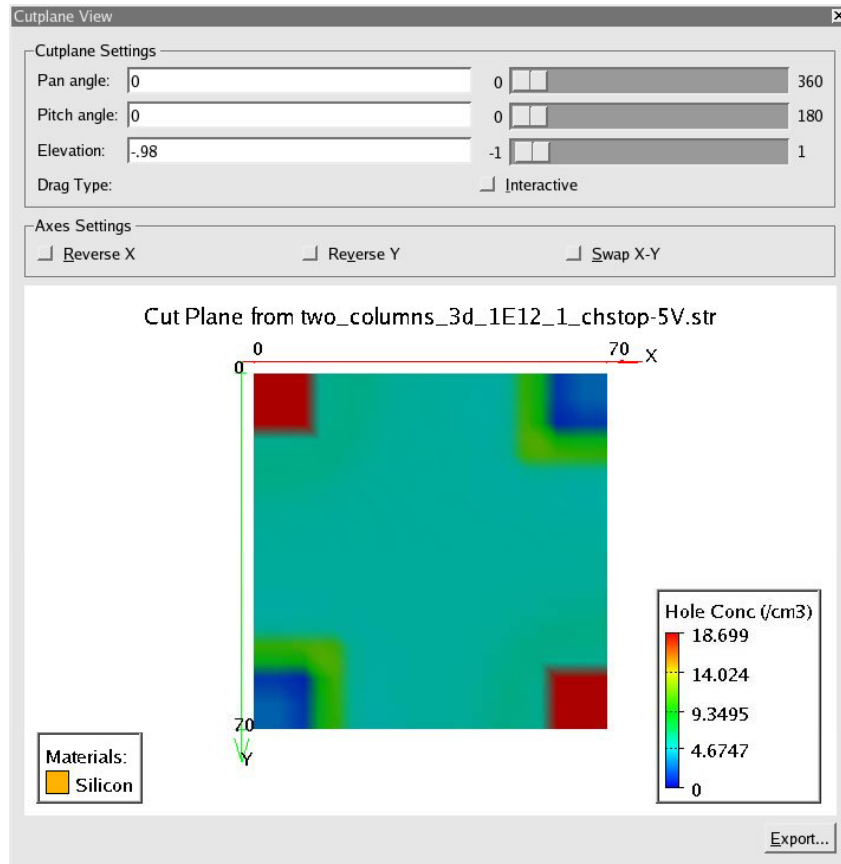 Cutplane View
Cutplane Settings
Pan angle: 0 0 360
Pitch angle: 0 0 180
Elevation: -.98 -1 1
Drag Type: Interactive
Axes Settings
Reverse X Reverse Y Swap X-Y
Cut Plane from two_columns_3d_1E12_1_chstop-5V.str
0 70 X
0
70
Y
Hole Conc (/cm3)
18.699
14.024
9.3495
4.6747
0
Materials:
Silicon
Export...